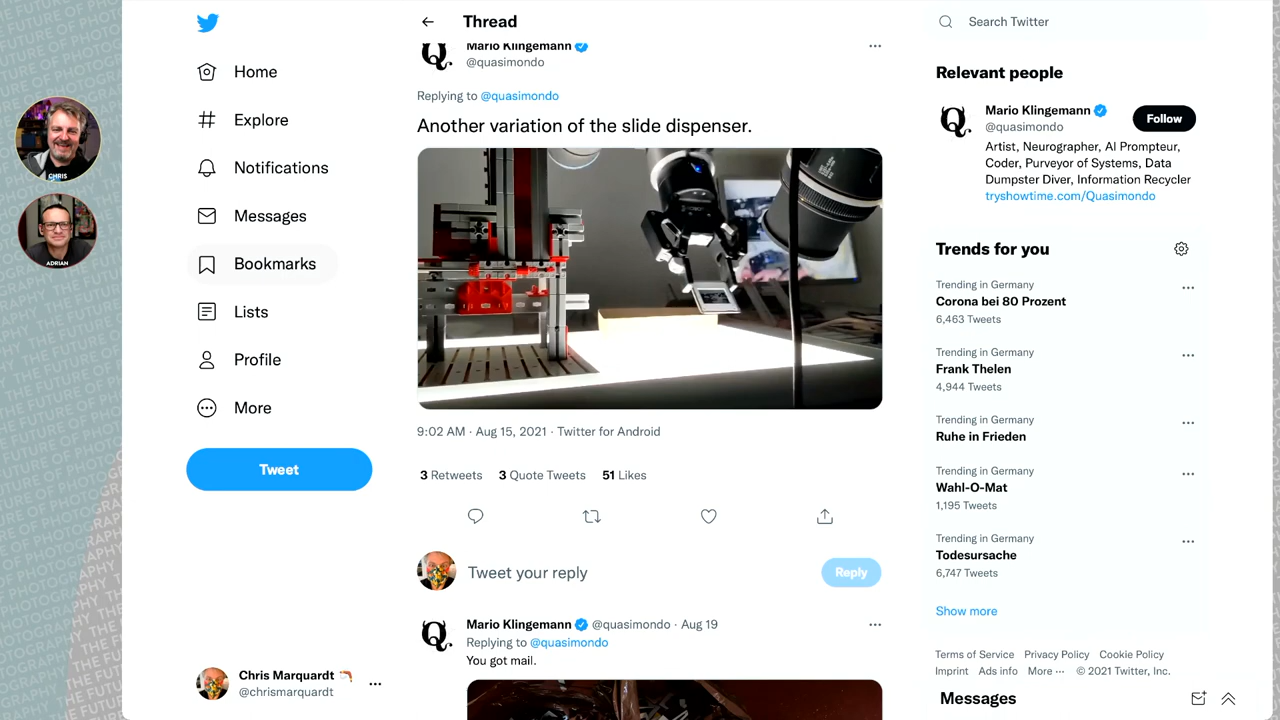 CHRIS
ADRIAN
Home
Explore
Notifications
Messages
Bookmarks
Lists
Profile
More
Tweet
Chris Marquardt
@chrismarquardt
Thread
Mario Klingemann
@quasimondo
Replying to @quasimondo
Another variation of the slide dispenser.
9:02 AM · Aug 15, 2021 · Twitter for Android
3 Retweets 3 Quote Tweets 51 Likes
Tweet your reply
Reply
Mario Klingemann @quasimondo · Aug 19
Replying to @quasimondo
You got mail.
Search Twitter
Relevant people
Mario Klingemann
@quasimondo
Follow
Artist, Neurographer, AI Prompteur,
Coder, Purveyor of Systems, Data
Dumpster Diver, Information Recycler
tryshowtime.com/Quasimondo
Trends for you
Trending in Germany
Corona bei 80 Prozent
6,463 Tweets
Trending in Germany
Frank Thelen
4,944 Tweets
Trending in Germany
Ruhe in Frieden
Trending in Germany
Wahl-O-Mat
1,195 Tweets
Trending in Germany
Todesursache
6,747 Tweets
Show more
Terms of Service Privacy Policy Cookie Policy
Imprint Ads info More ··· © 2021 Twitter, Inc.
Messages